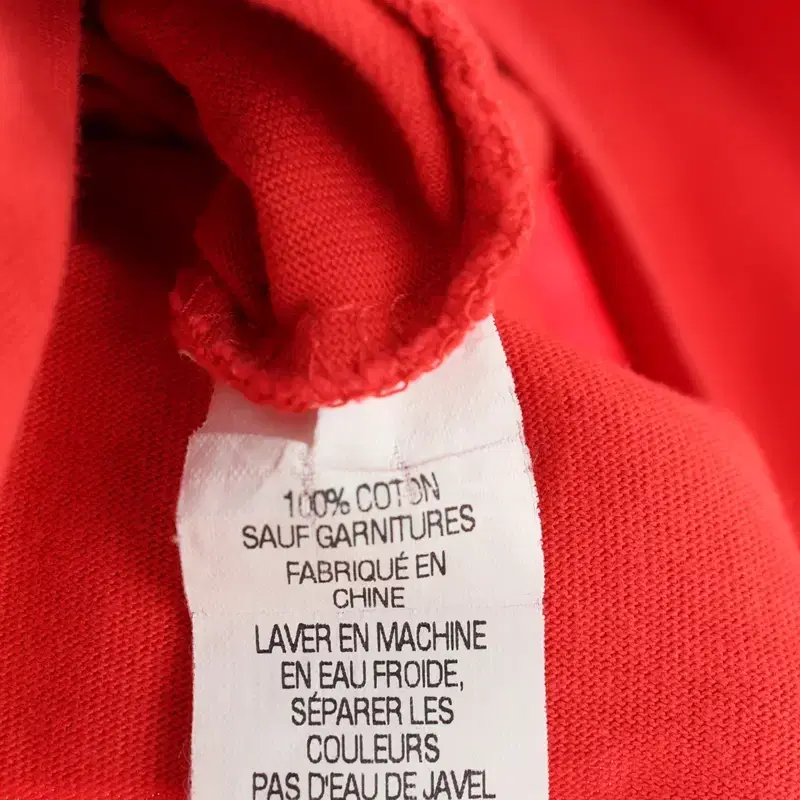 100% COTON
SAUF GARNITURES
FABRIQUÉ EN
CHINE
LAVER EN MACHINE
EN EAU FROIDE,
SÉPARER LES
COULEURS
PAS D'EAU DE JAVEL